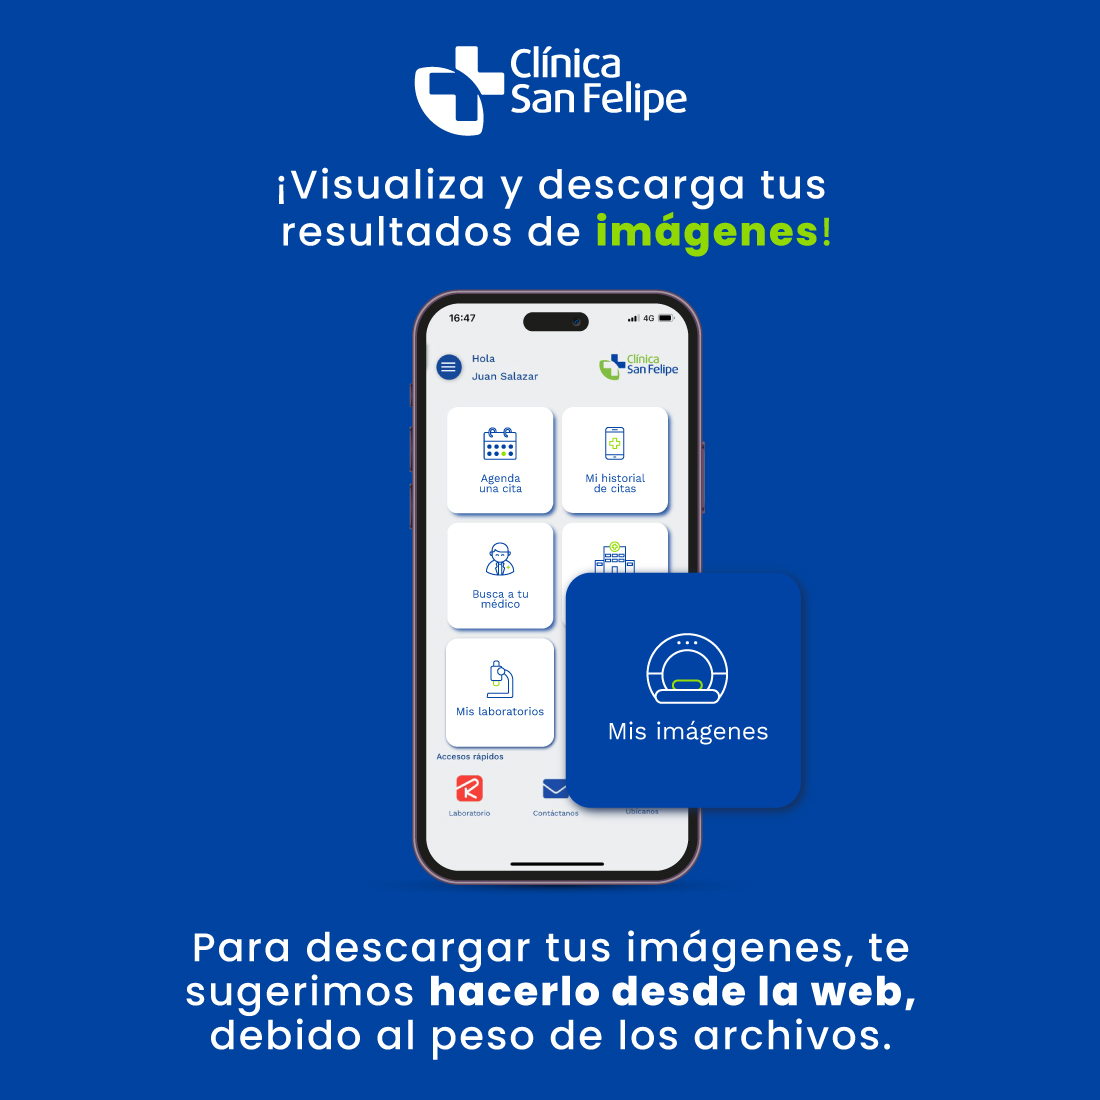 Clínica
San Felipe
¡Visualiza y descarga tus
resultados de imágenes!
16:47
4G
Hola
Juan Salazar
Clínica
San Felipe
Agenda
una cita
Mi historial
de citas
Busca a tu
médico
Mis laboratorios
Mis imágenes
Accesos rápidos
Laboratorio
Contáctanos
Ubícanos
Para descargar tus imágenes, te
sugerimos hacerlo desde la web,
debido al peso de los archivos.